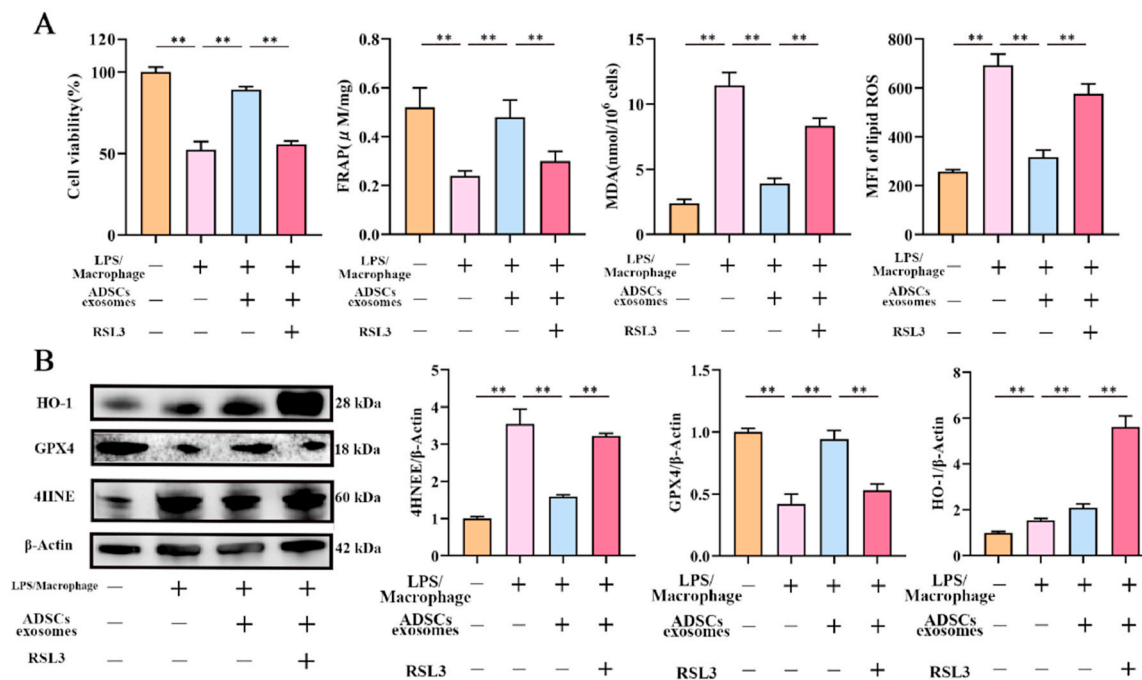 A
Cell viability(%)
120
100
50
0
** ** **
LPS/
Macrophage
— + + +
ADSCs
exosomes
— — + +
RSL3
— — — +
FRAP(μ M/mg)
0.8
0.6
0.4
0.2
0.0
** ** **
LPS/
Macrophage
— + + +
ADSCs
exosomes
— — + +
RSL3
— — — +
MDA(nmol/10⁶ cells)
15
10
5
0
** ** **
LPS/
Macrophage
— + + +
ADSCs
exosomes
— — + +
RSL3
— — — +
MFI of lipid ROS
800
600
400
200
0
** ** **
LPS/
Macrophage
— + + +
ADSCs
exosomes
— — + +
RSL3
— — — +
B
HO-1 28 kDa
GPX4 18 kDa
4HNE 60 kDa
β-Actin 42 kDa
LPS/Macrophage — + + +
ADSCs
exosomes
— — + +
RSL3 — — — +
4HNEE/β-Actin
5
4
3
2
1
0
** ** **
LPS/
Macrophage
— + + +
ADSCs
exosomes
— — + +
RSL3
— — — +
GPX4/β-Actin
1.5
1.0
0.5
0.0
** ** **
LPS/
Macrophage
— + + +
ADSCs
exosomes
— — + +
RSL3
— — — +
HO-1/β-Actin
8
6
4
2
0
** ** **
LPS/
Macrophage
— + + +
ADSCs
exosomes
— — + +
RSL3
— — — +